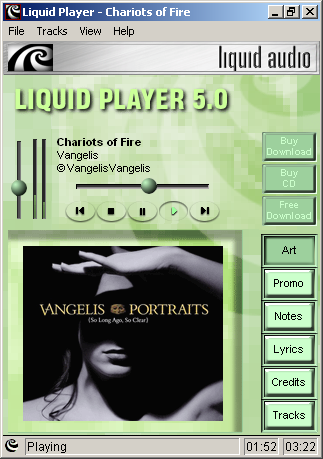 Liquid Player - Chariots of Fire
File Tracks View Help
liquid audio
LIQUID PLAYER 5.0
Chariots of Fire
Vangelis
©VangelisVangelis
Buy
Download
Buy
CD
Free
Download
Art
Promo
Notes
Lyrics
Credits
Tracks
VANGELIS PORTRAITS
{So Long Ago, So Clear}
Playing
01:52
03:22